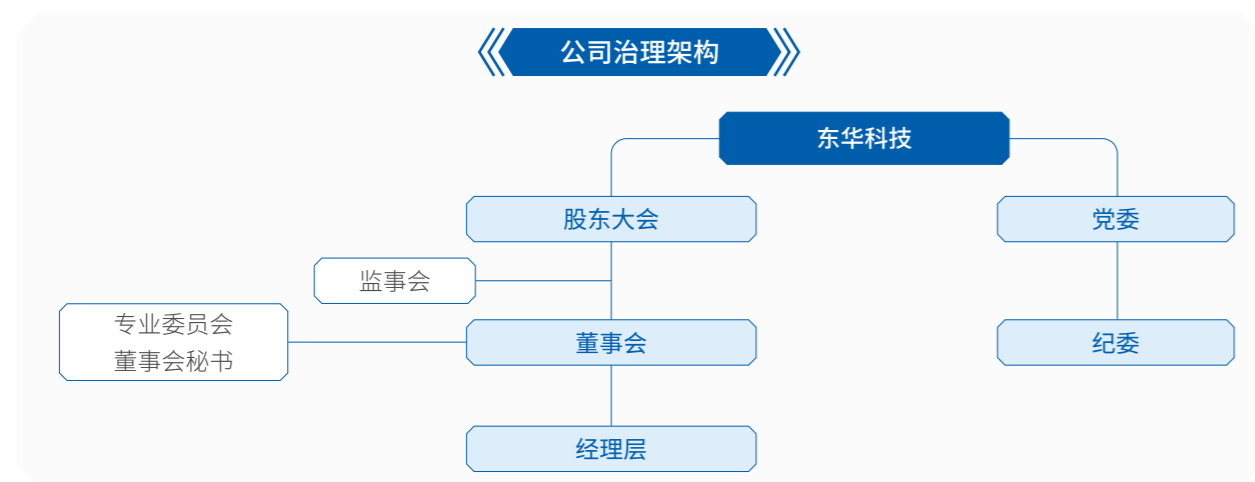 公司治理架构
东华科技
股东大会
党委
监事会
专业委员会
董事会秘书
董事会
纪委
经理层